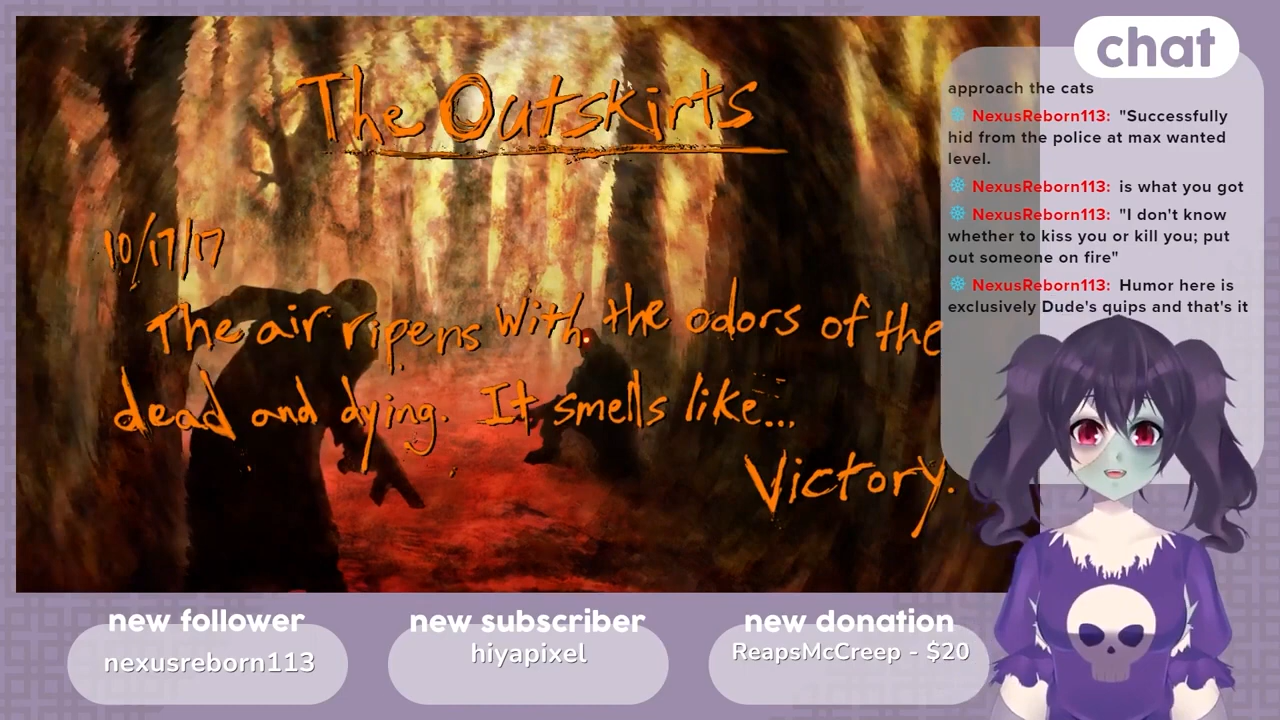 The Outskirts
10/17/17
The air ripens with the odors of the
dead and dying. It smells like...
Victory.
chat
approach the cats
NexusReborn113: "Successfully
hid from the police at max wanted
level.
NexusReborn113: is what you got
NexusReborn113: "I don't know
whether to kiss you or kill you; put
out someone on fire"
NexusReborn113: Humor here is
exclusively Dude's quips and that's it
new follower
nexusreborn113
new subscriber
hiyapixel
new donation
ReapsMcCreep - $20